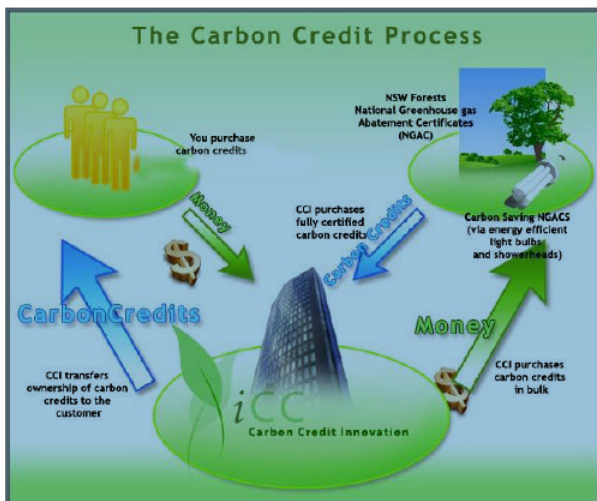 The Carbon Credit Process
NSW Forests
National Greenhouse gas
Abatement Certificates
(NGAC)
You purchase
carbon credits
Money
CCI purchases
fully certified
carbon credits
Carbon Credits
Carbon Saving NGACS
(via energy efficient
light bulbs
and showerheads)
$
CarbonCredits
Money
CCI transfers
ownership of carbon
credits to the
customer
$
CCI purchases
carbon credits
in bulk
iCC
Carbon Credit Innovation